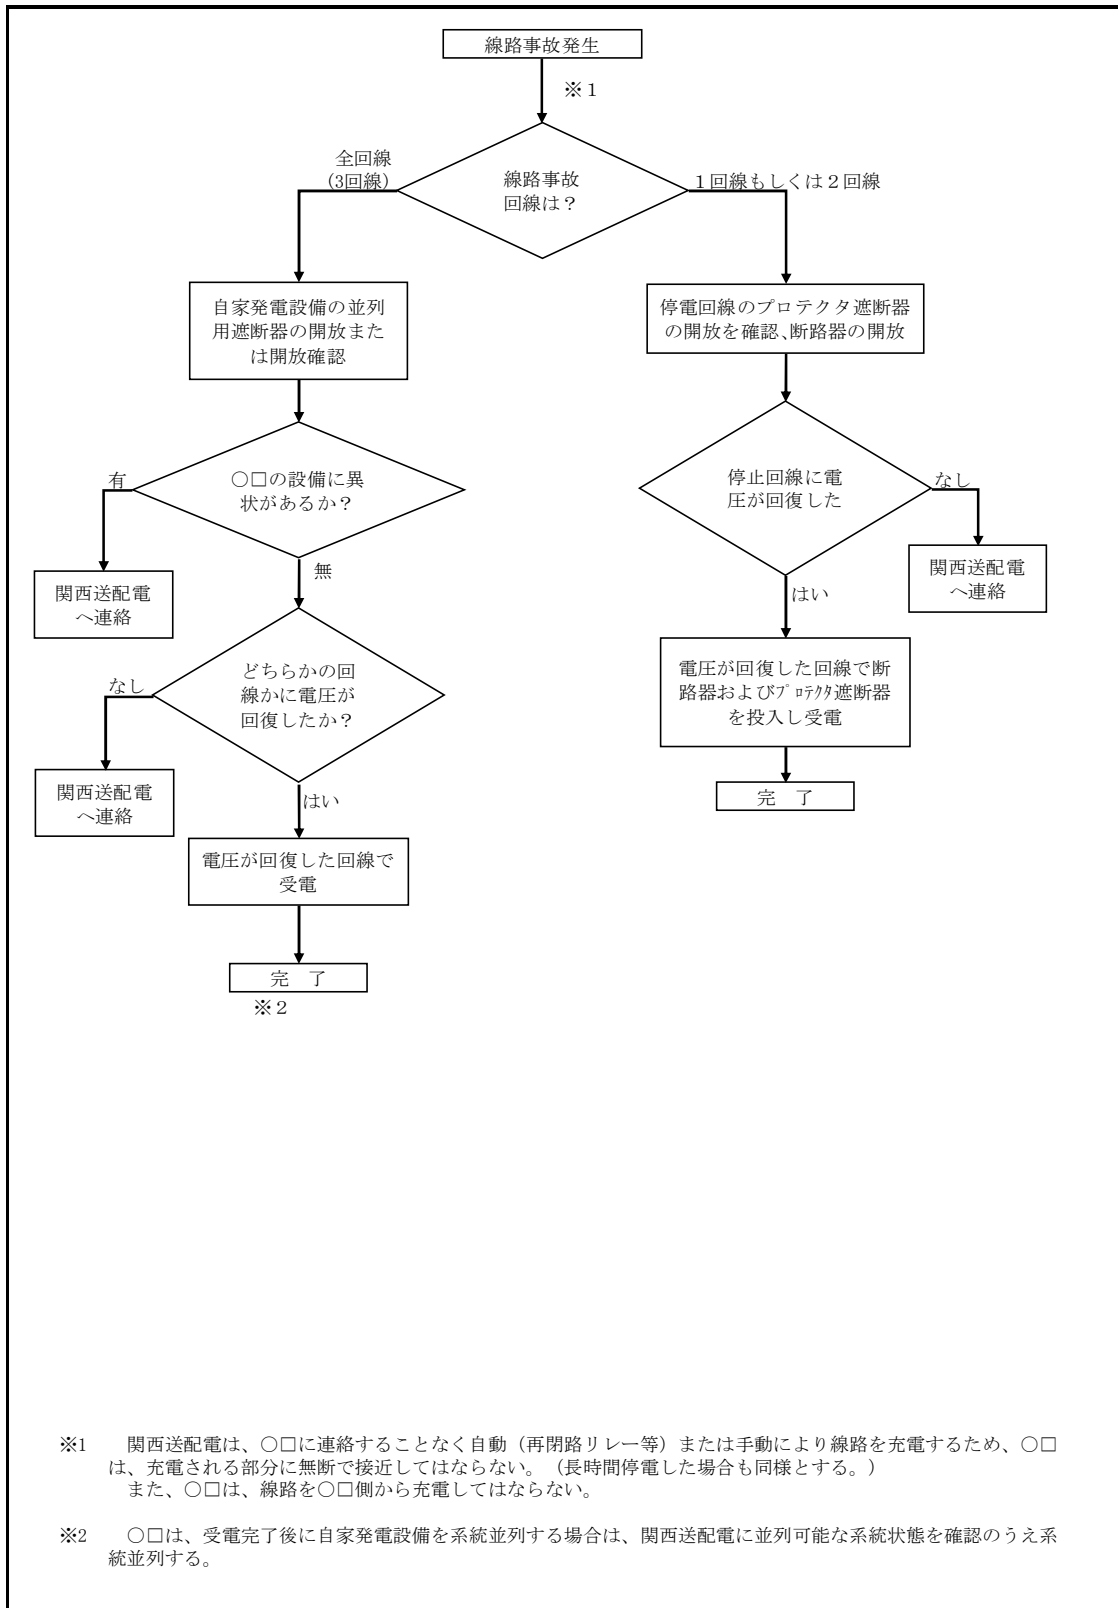 線路事故発生
※１
線路事故
回線は？
全回線
(3回線)
１回線もしくは２回線
自家発電設備の並列
用遮断器の開放また
は開放確認
○□の設備に異
状があるか？
有
関西送配電
へ連絡
無
どちらかの回
線かに電圧が
回復したか？
なし
関西送配電
へ連絡
はい
電圧が回復した回線で
受電
完　了
※２
停電回線のプロテクタ遮断器
の開放を確認、断路器の開放
停止回線に電
圧が回復した
なし
関西送配電
へ連絡
はい
電圧が回復した回線で断
路器およびﾌﾟﾛﾃｸﾀ遮断器
を投入し受電
完　了
※1　関西送配電は、○□に連絡することなく自動（再閉路リレー等）または手動により線路を充電するため、○□
は、充電される部分に無断で接近してはならない。（長時間停電した場合も同様とする。）
また、○□は、線路を○□側から充電してはならない。
※2　○□は、受電完了後に自家発電設備を系統並列する場合は、関西送配電に並列可能な系統状態を確認のうえ系
統並列する。